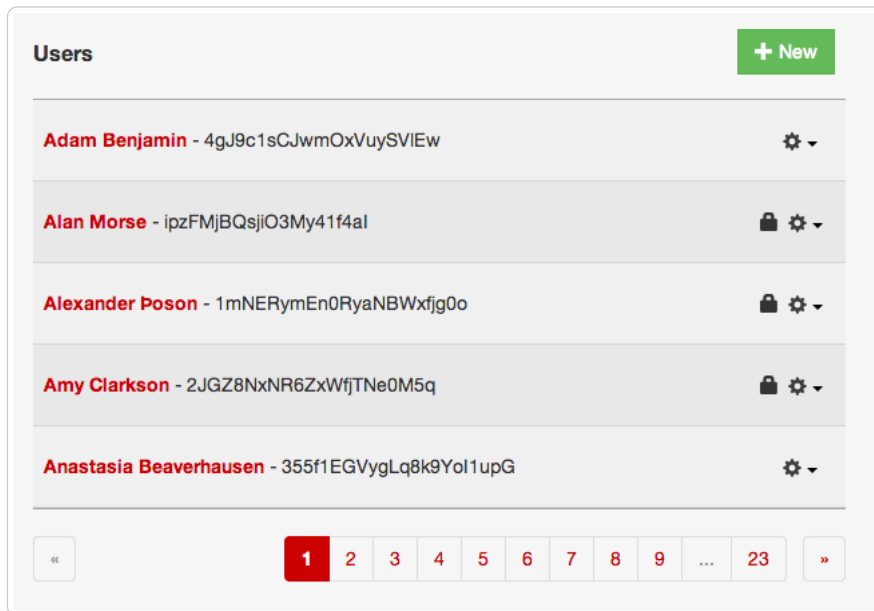 Users
+ New
Adam Benjamin - 4gJ9c1sCJwmOxVuySVlEw
Alan Morse - ipzFMjBQsjiO3My41f4aI
Alexander Þoson - 1mNERymEn0RyaNBWxfjg0o
Amy Clarkson - 2JGZ8NxNR6ZxWfjTNe0M5q
Anastasia Beaverhausen - 355f1EGVygLq8k9YoI1upG
« 1 2 3 4 5 6 7 8 9 ... 23 »